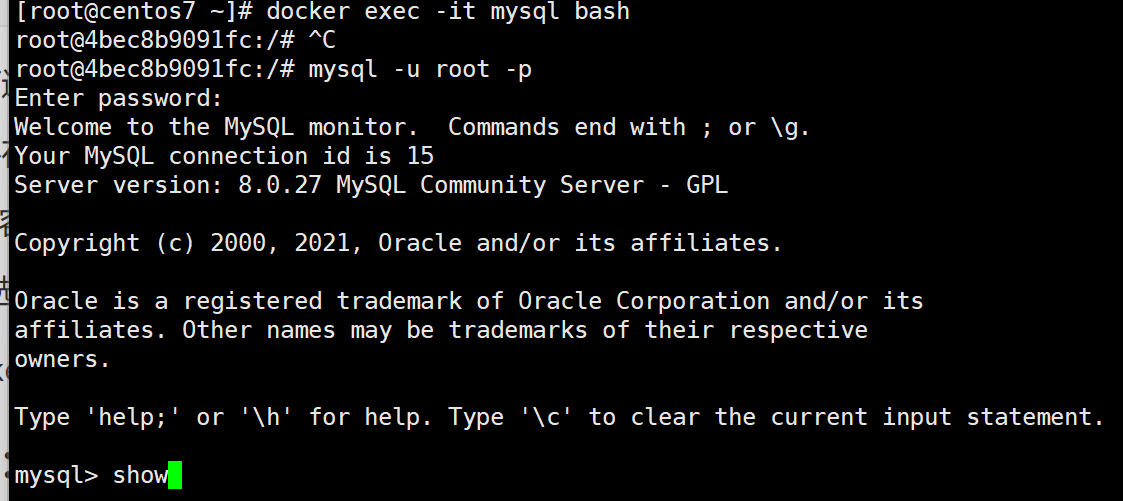 [root@centos7 ~]# docker exec -it mysql bash
root@4bec8b9091fc:/# ^C
root@4bec8b9091fc:/# mysql -u root -p
Enter password:
Welcome to the MySQL monitor.  Commands end with ; or \g.
Your MySQL connection id is 15
Server version: 8.0.27 MySQL Community Server - GPL

Copyright (c) 2000, 2021, Oracle and/or its affiliates.

Oracle is a registered trademark of Oracle Corporation and/or its
affiliates. Other names may be trademarks of their respective
owners.

Type 'help;' or '\h' for help. Type '\c' to clear the current input statement.

mysql> show